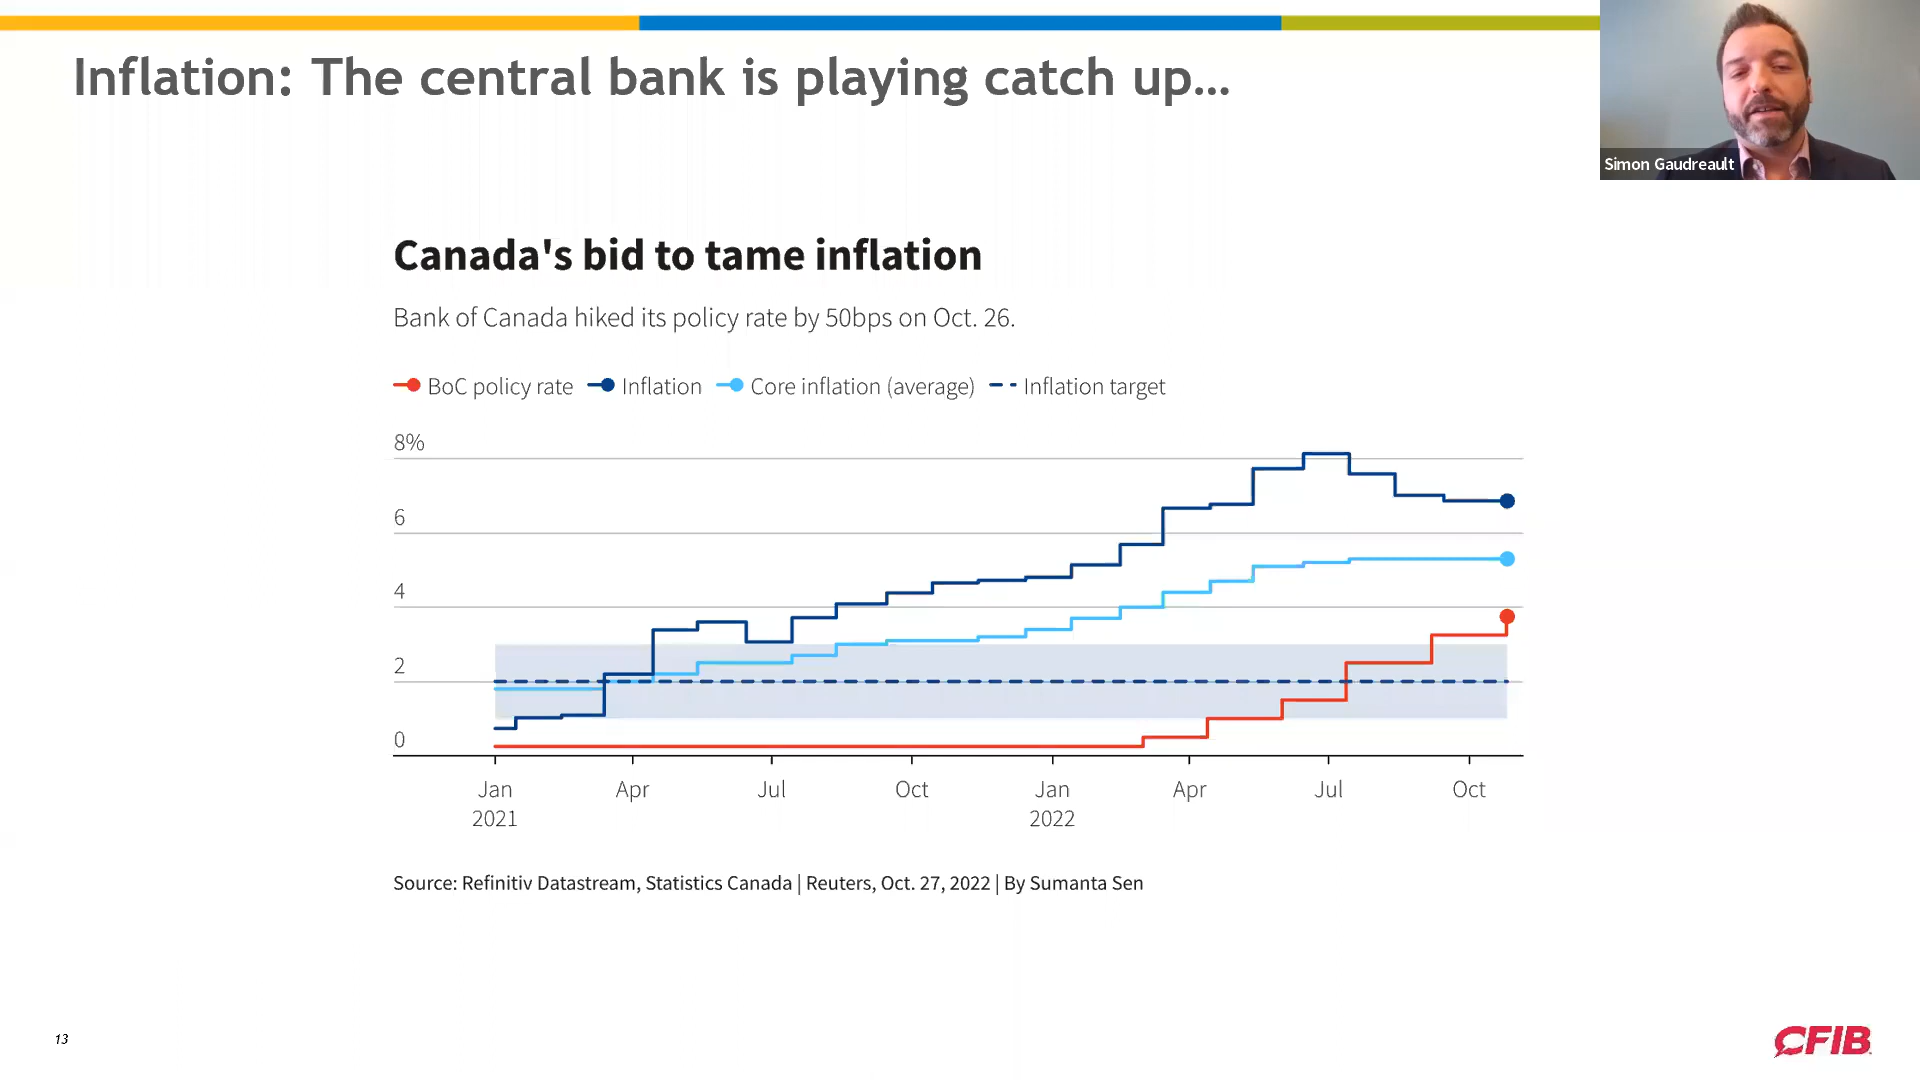 Inflation: The central bank is playing catch up...
Simon Gaudreault
Canada's bid to tame inflation
Bank of Canada hiked its policy rate by 50bps on Oct. 26.
BoC policy rate Inflation Core inflation (average) Inflation target
8%
6
4
2
0
Jan Apr Jul Oct Jan Apr Jul Oct
2021 2022
Source: Refinitiv Datastream, Statistics Canada | Reuters, Oct. 27, 2022 | By Sumanta Sen
13
CFIB